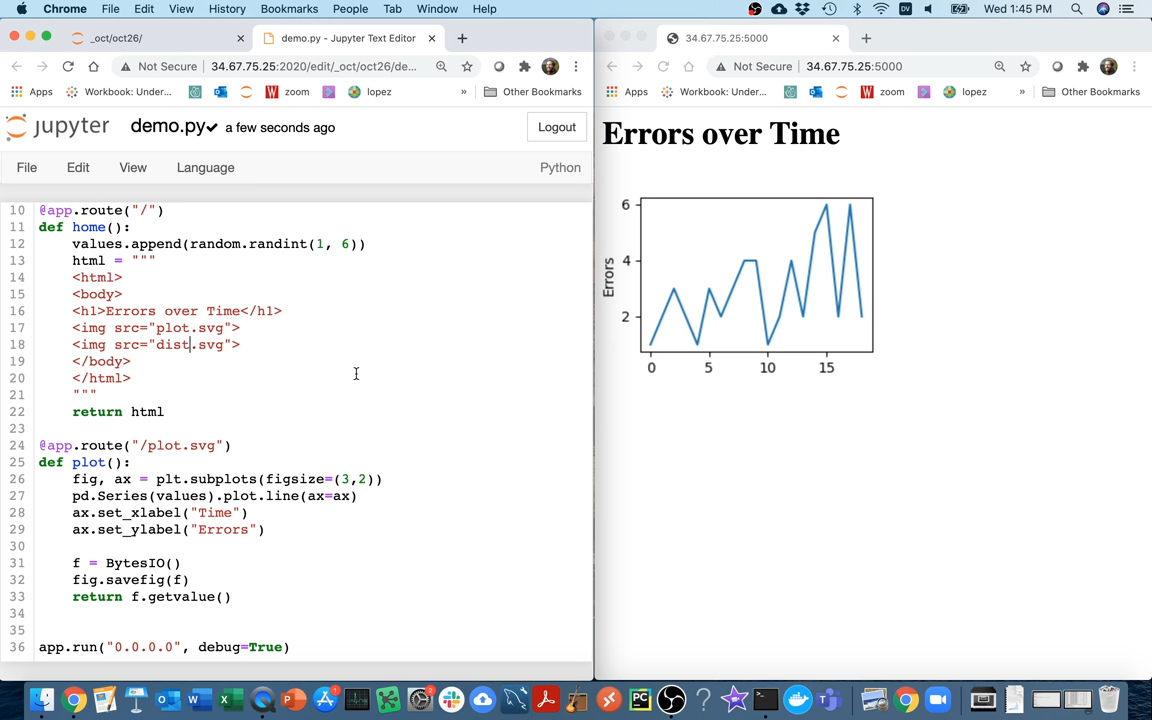 Chrome File Edit View History Bookmarks People Tab Window Help DV Wed 1:45 PM
_oct/oct26/ demo.py - Jupyter Text Editor
Not Secure 34.67.75.25:2020/edit/_oct/oct26/de...
Apps Workbook: Under... zoom lopez » Other Bookmarks
jupyter demo.py✔ a few seconds ago Logout
File Edit View Language Python
10 @app.route("/")
11 def home():
12 values.append(random.randint(1, 6))
13 html = """
14 <html>
15 <body>
16 <h1>Errors over Time</h1>
17 <img src="plot.svg">
18 <img src="dist.svg">
19 </body>
20 </html>
21 """
22 return html
23
24 @app.route("/plot.svg")
25 def plot():
26 fig, ax = plt.subplots(figsize=(3,2))
27 pd.Series(values).plot.line(ax=ax)
28 ax.set_xlabel("Time")
29 ax.set_ylabel("Errors")
30
31 f = BytesIO()
32 fig.savefig(f)
33 return f.getvalue()
34
35
36 app.run("0.0.0.0", debug=True)
34.67.75.25:5000
Not Secure 34.67.75.25:5000
Apps Workbook: Under... zoom lopez » Other Bookmarks
Errors over Time
6
4
2
Errors
0 5 10 15